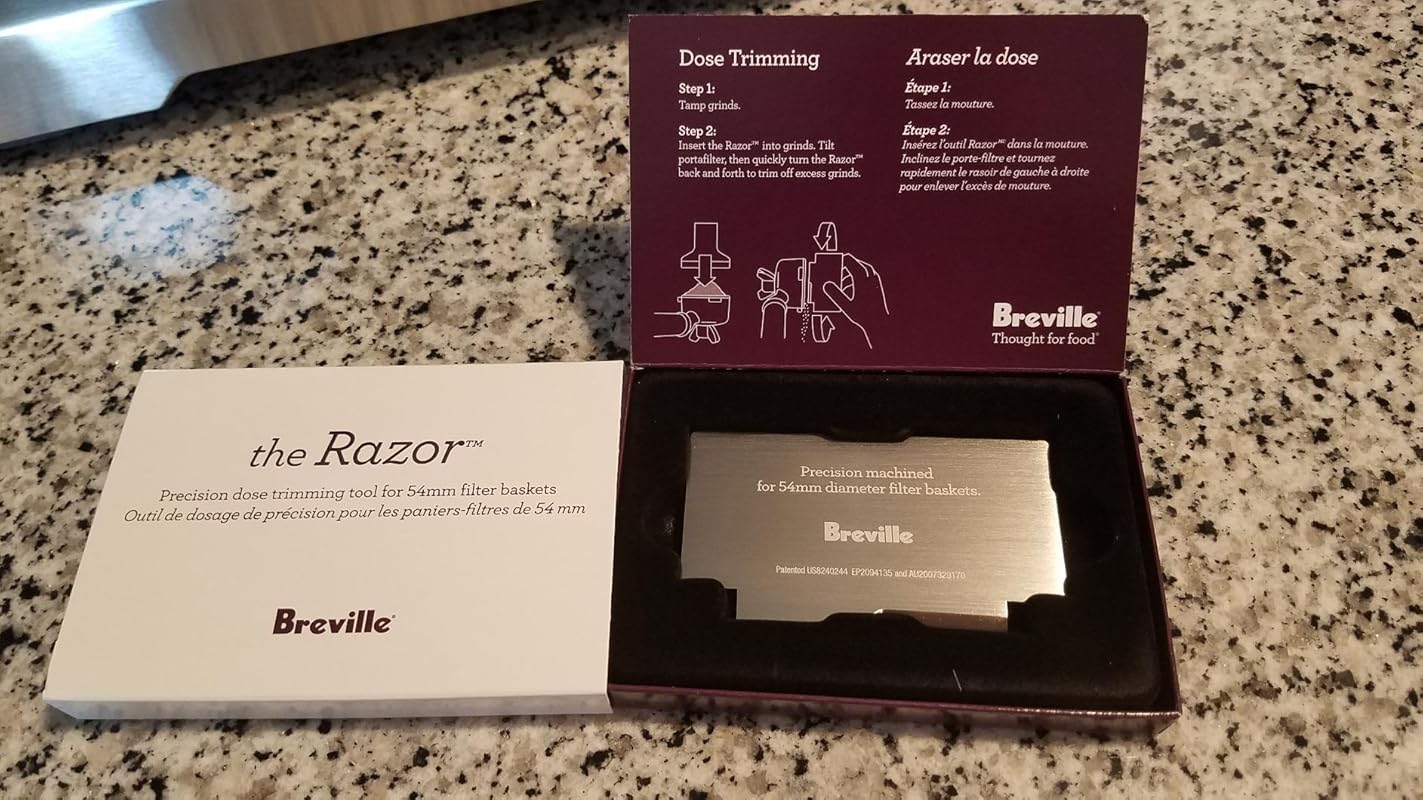 Dose Trimming
Step 1:
Tamp grinds.
Step 2:
Insert the Razor™ into grinds. Tilt
portafilter, then quickly turn the Razor™
back and forth to trim off excess grinds.
Araser la dose
Étape 1:
Tassez la mouture.
Étape 2:
Insérez l'outil Razor ᴹᶜ dans la mouture.
Inclinez le porte-filtre et tournez
rapidement le rasoir de gauche à droite
pour enlever l'excès de mouture.
Breville®
Thought for food®
the Razor™
Precision dose trimming tool for 54mm filter baskets
Outil de dosage de précision pour les paniers-filtres de 54 mm
Breville®
Precision machined
for 54mm diameter filter baskets.
Breville
Patented US8240244 EP2094135 and AU2007329170